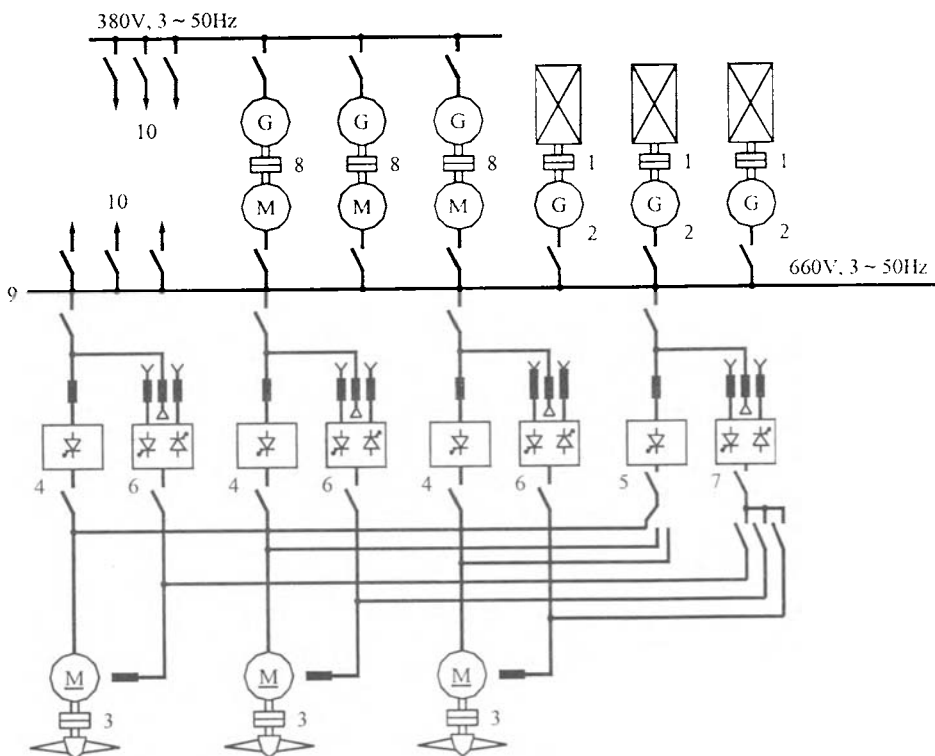 380V, 3 ~ 50Hz
10
G G G
8 8 8 1 1 1
M M M G G G
2 2 2
10
660V, 3 ~ 50Hz
9
4 6 4 6 4 6 5 7
M M M
3 3 3